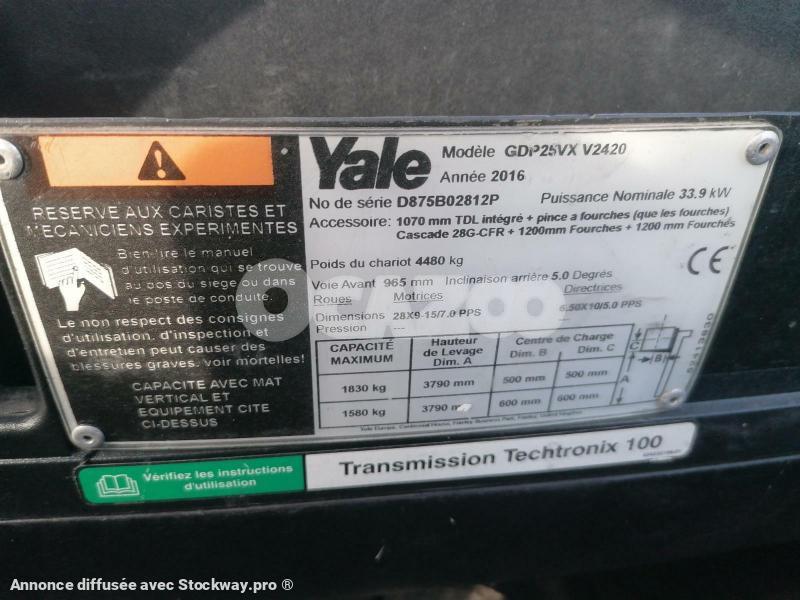 Yale
Modèle GDP25VX V2420
Année 2016
No de série D875B02812P Puissance Nominale 33.9 kW
Accessoire: 1070 mm TDL intégré + pince a fourches (que les fourches)
Cascade 28G-CFR + 1200mm Fourches + 1200 mm Fourches
Poids du chariot 4480 kg
CE
Voie Avant 965 mm Inclinaison arrière 5.0 Degrés
Roues Motrices Directrices
Dimensions 28X9-15/7.0 PPS 6.50X10/5.0 PPS
Pression --- ---
CAPACITÉ MAXIMUM Hauteur de Levage Dim. A Centre de Charge Dim. B Dim. C
1830 kg 3790 mm 500 mm 500 mm
1580 kg 3790 mm 600 mm 600 mm
C B A
52413830
RESERVE AUX CARISTES ET
MECANICIENS EXPERIMENTES
Bien lire le manuel
d'utilisation qui se trouve
au dos du siege ou dans
le poste de conduite.
Le non respect des consignes
d'utilisation, d'inspection et
d'entretien peut causer des
blessures graves, voir mortelles!
CAPACITE AVEC MAT
VERTICAL ET
EQUIPEMENT CITE
CI-DESSUS
Vérifiez les instructions
d'utilisation
Transmission Techtronix 100
OCAZOO
Annonce diffusée avec Stockway.pro ®